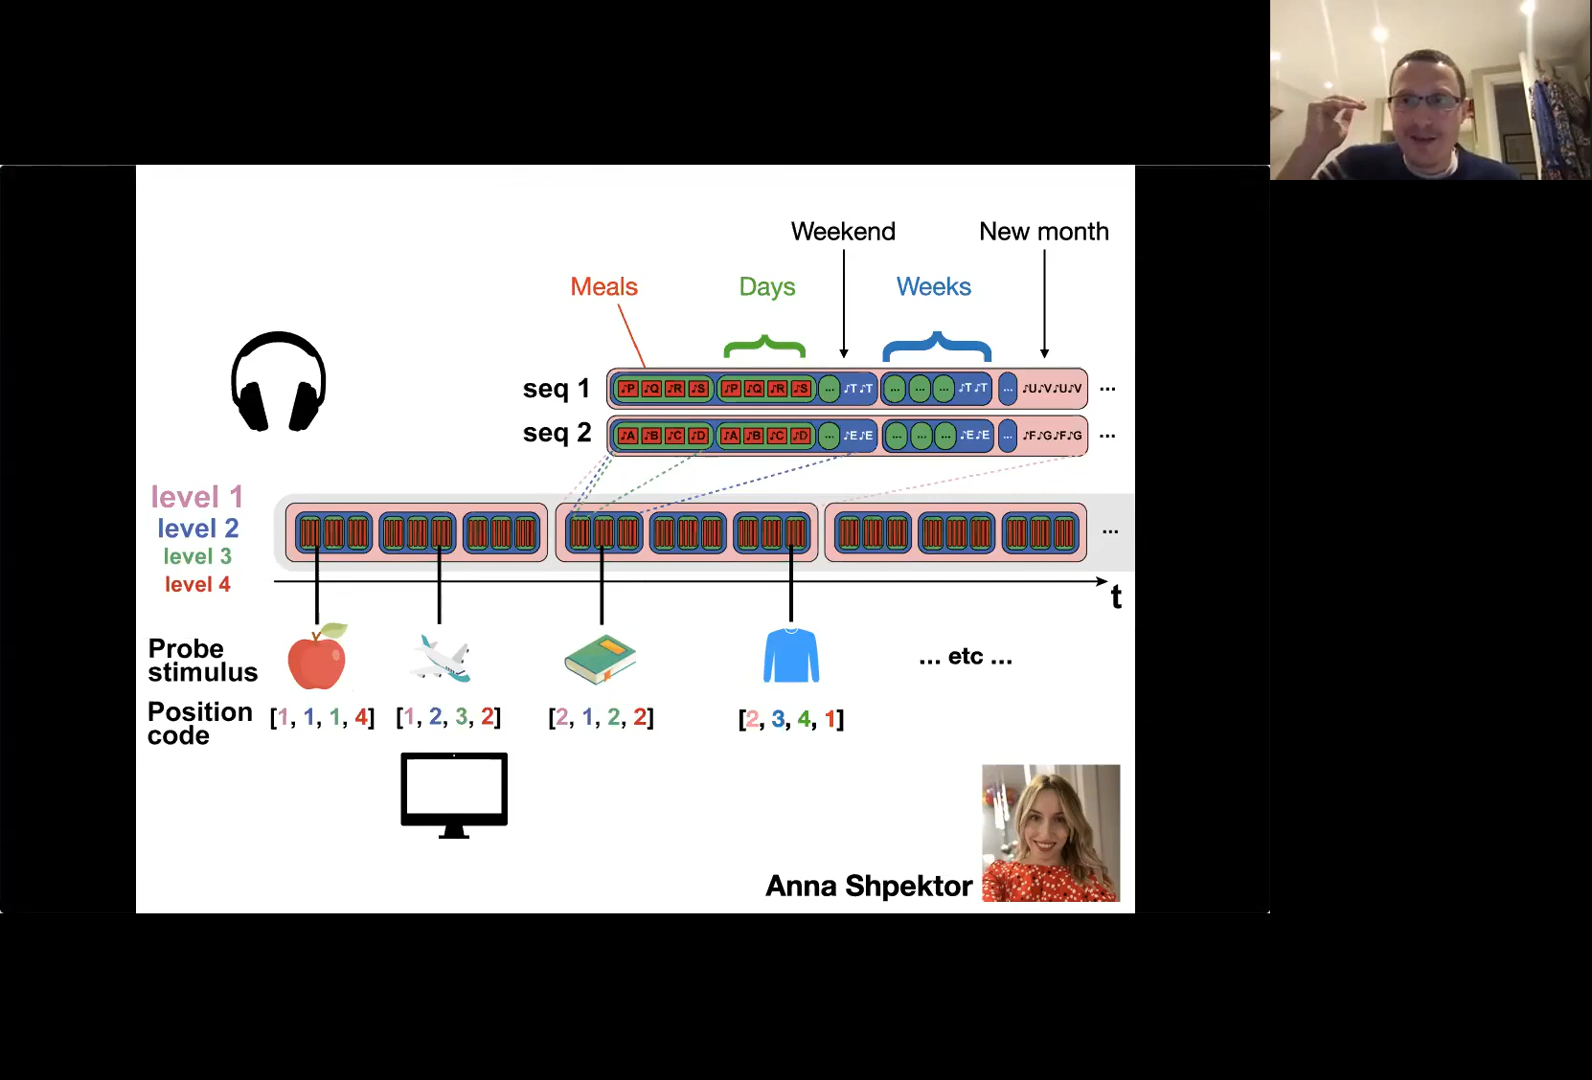 Weekend
New month
Meals
Days
Weeks
seq 1
♪P ♪Q ♪R ♪S ♪P ♪Q ♪R ♪S ... ♪T ♪T ... ... ... ♪T ♪T ... ♪U♪V♪U♪V ...
seq 2
♪A ♪B ♪C ♪D ♪A ♪B ♪C ♪D ... ♪E ♪E ... ... ... ♪E ♪E ... ♪F♪G♪F♪G ...
level 1
level 2
level 3
level 4
...
t
Probe
stimulus
... etc ...
Position
code
[1, 1, 1, 4]
[1, 2, 3, 2]
[2, 1, 2, 2]
[2, 3, 4, 1]
Anna Shpektor